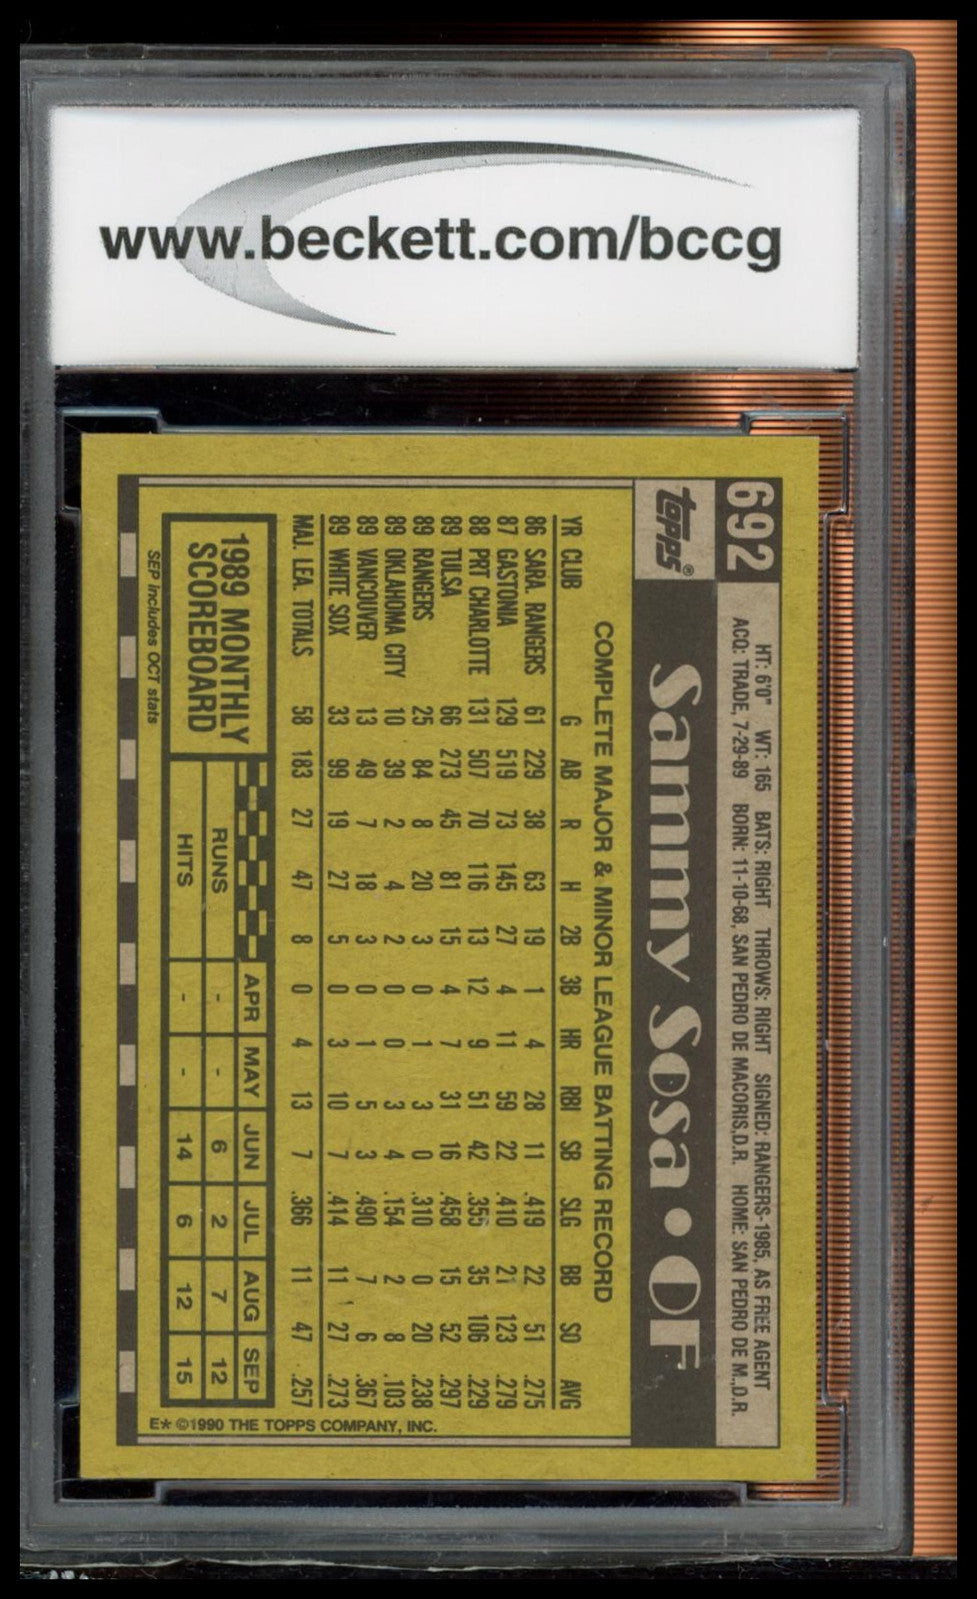 www.beckett.com/bccg
692
HT: 6'0" WT: 165 BATS: RIGHT THROWS: RIGHT SIGNED: RANGERS-1985, AS FREE AGENT
ACQ: TRADE, 7-29-89 BORN: 11-10-68, SAN PEDRO DE MACORIS,D.R. HOME: SAN PEDRO DE M.,D.R.
topps®
Sammy Sosa • OF
COMPLETE MAJOR & MINOR LEAGUE BATTING RECORD
YR CLUB G AB R H 2B 3B HR RBI SB SLG BB SO AVG
86 SARA. RANGERS 61 229 38 63 19 1 4 28 11 .419 22 51 .275
87 GASTONIA 129 519 73 145 27 4 11 59 22 .410 21 123 .279
88 PRT CHARLOTTE 131 507 70 116 13 12 9 51 42 .355 35 106 .229
89 TULSA 66 273 45 81 15 4 7 31 16 .458 15 52 .297
89 RANGERS 25 84 8 20 3 0 1 3 0 .310 0 20 .238
89 OKLAHOMA CITY 10 39 2 4 2 0 0 3 4 .154 2 8 .103
89 VANCOUVER 13 49 7 18 3 0 1 5 3 .490 7 6 .367
89 WHITE SOX 33 99 19 27 5 0 3 10 7 .414 11 27 .273
MAJ. LEA. TOTALS 58 183 27 47 8 0 4 13 7 .366 11 47 .257
1989 MONTHLY
SCOREBOARD
APR MAY JUN JUL AUG SEP
RUNS - - 6 2 7 12
HITS - - 14 6 12 15
SEP includes OCT stats
E* ©1990 THE TOPPS COMPANY, INC.